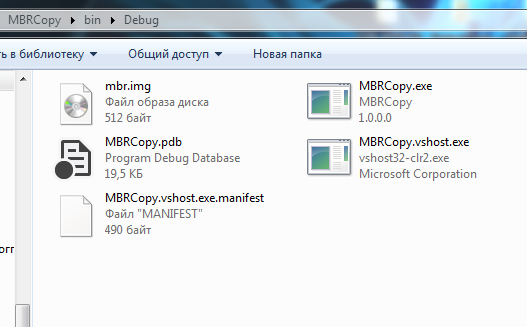 MBRCopy ▸ bin ▸ Debug
ть в библиотеку Общий доступ Новая папка
mbr.img
Файл образа диска
512 байт
MBRCopy.exe
MBRCopy
1.0.0.0
MBRCopy.pdb
Program Debug Database
19,5 КБ
MBRCopy.vshost.exe
vshost32-clr2.exe
Microsoft Corporation
MBRCopy.vshost.exe.manifest
Файл "MANIFEST"
490 байт